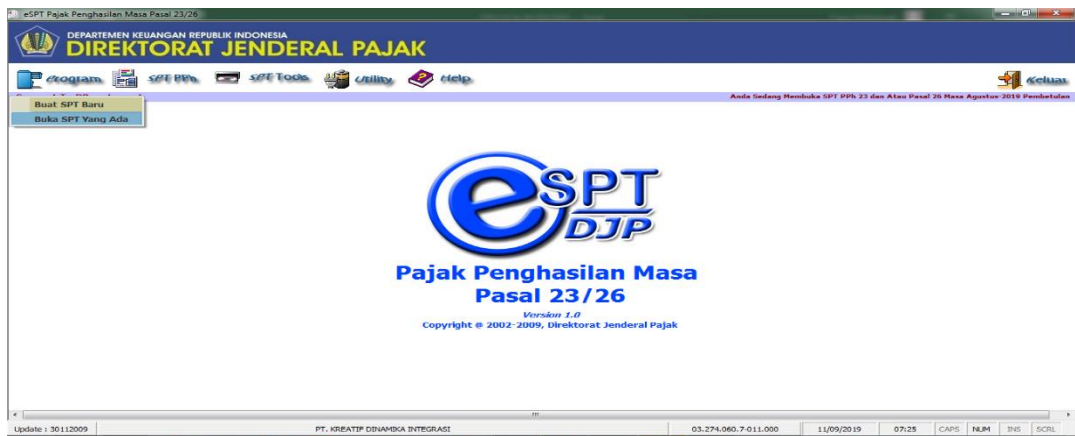 eSPT Pajak Penghasilan Masa Pasal 23/26
DEPARTEMEN KEUANGAN REPUBLIK INDONESIA
DIREKTORAT JENDERAL PAJAK
Program SPT PPh SPT Tools Utility Help Keluar
Anda Sedang Membuka SPT PPh 23 dan Atau Pasal 26 Masa Agustus-2019 Pembetulan
Buat SPT Baru
Buka SPT Yang Ada
eSPT
DJP
Pajak Penghasilan Masa
Pasal 23/26
Version 1.0
Copyright @ 2002-2009, Direktorat Jenderal Pajak
Update : 30112009 PT. KREATIF DINAMIKA INTEGRASI 03.274.060.7-011.000 11/09/2019 07:25 CAPS NUM INS SCRL